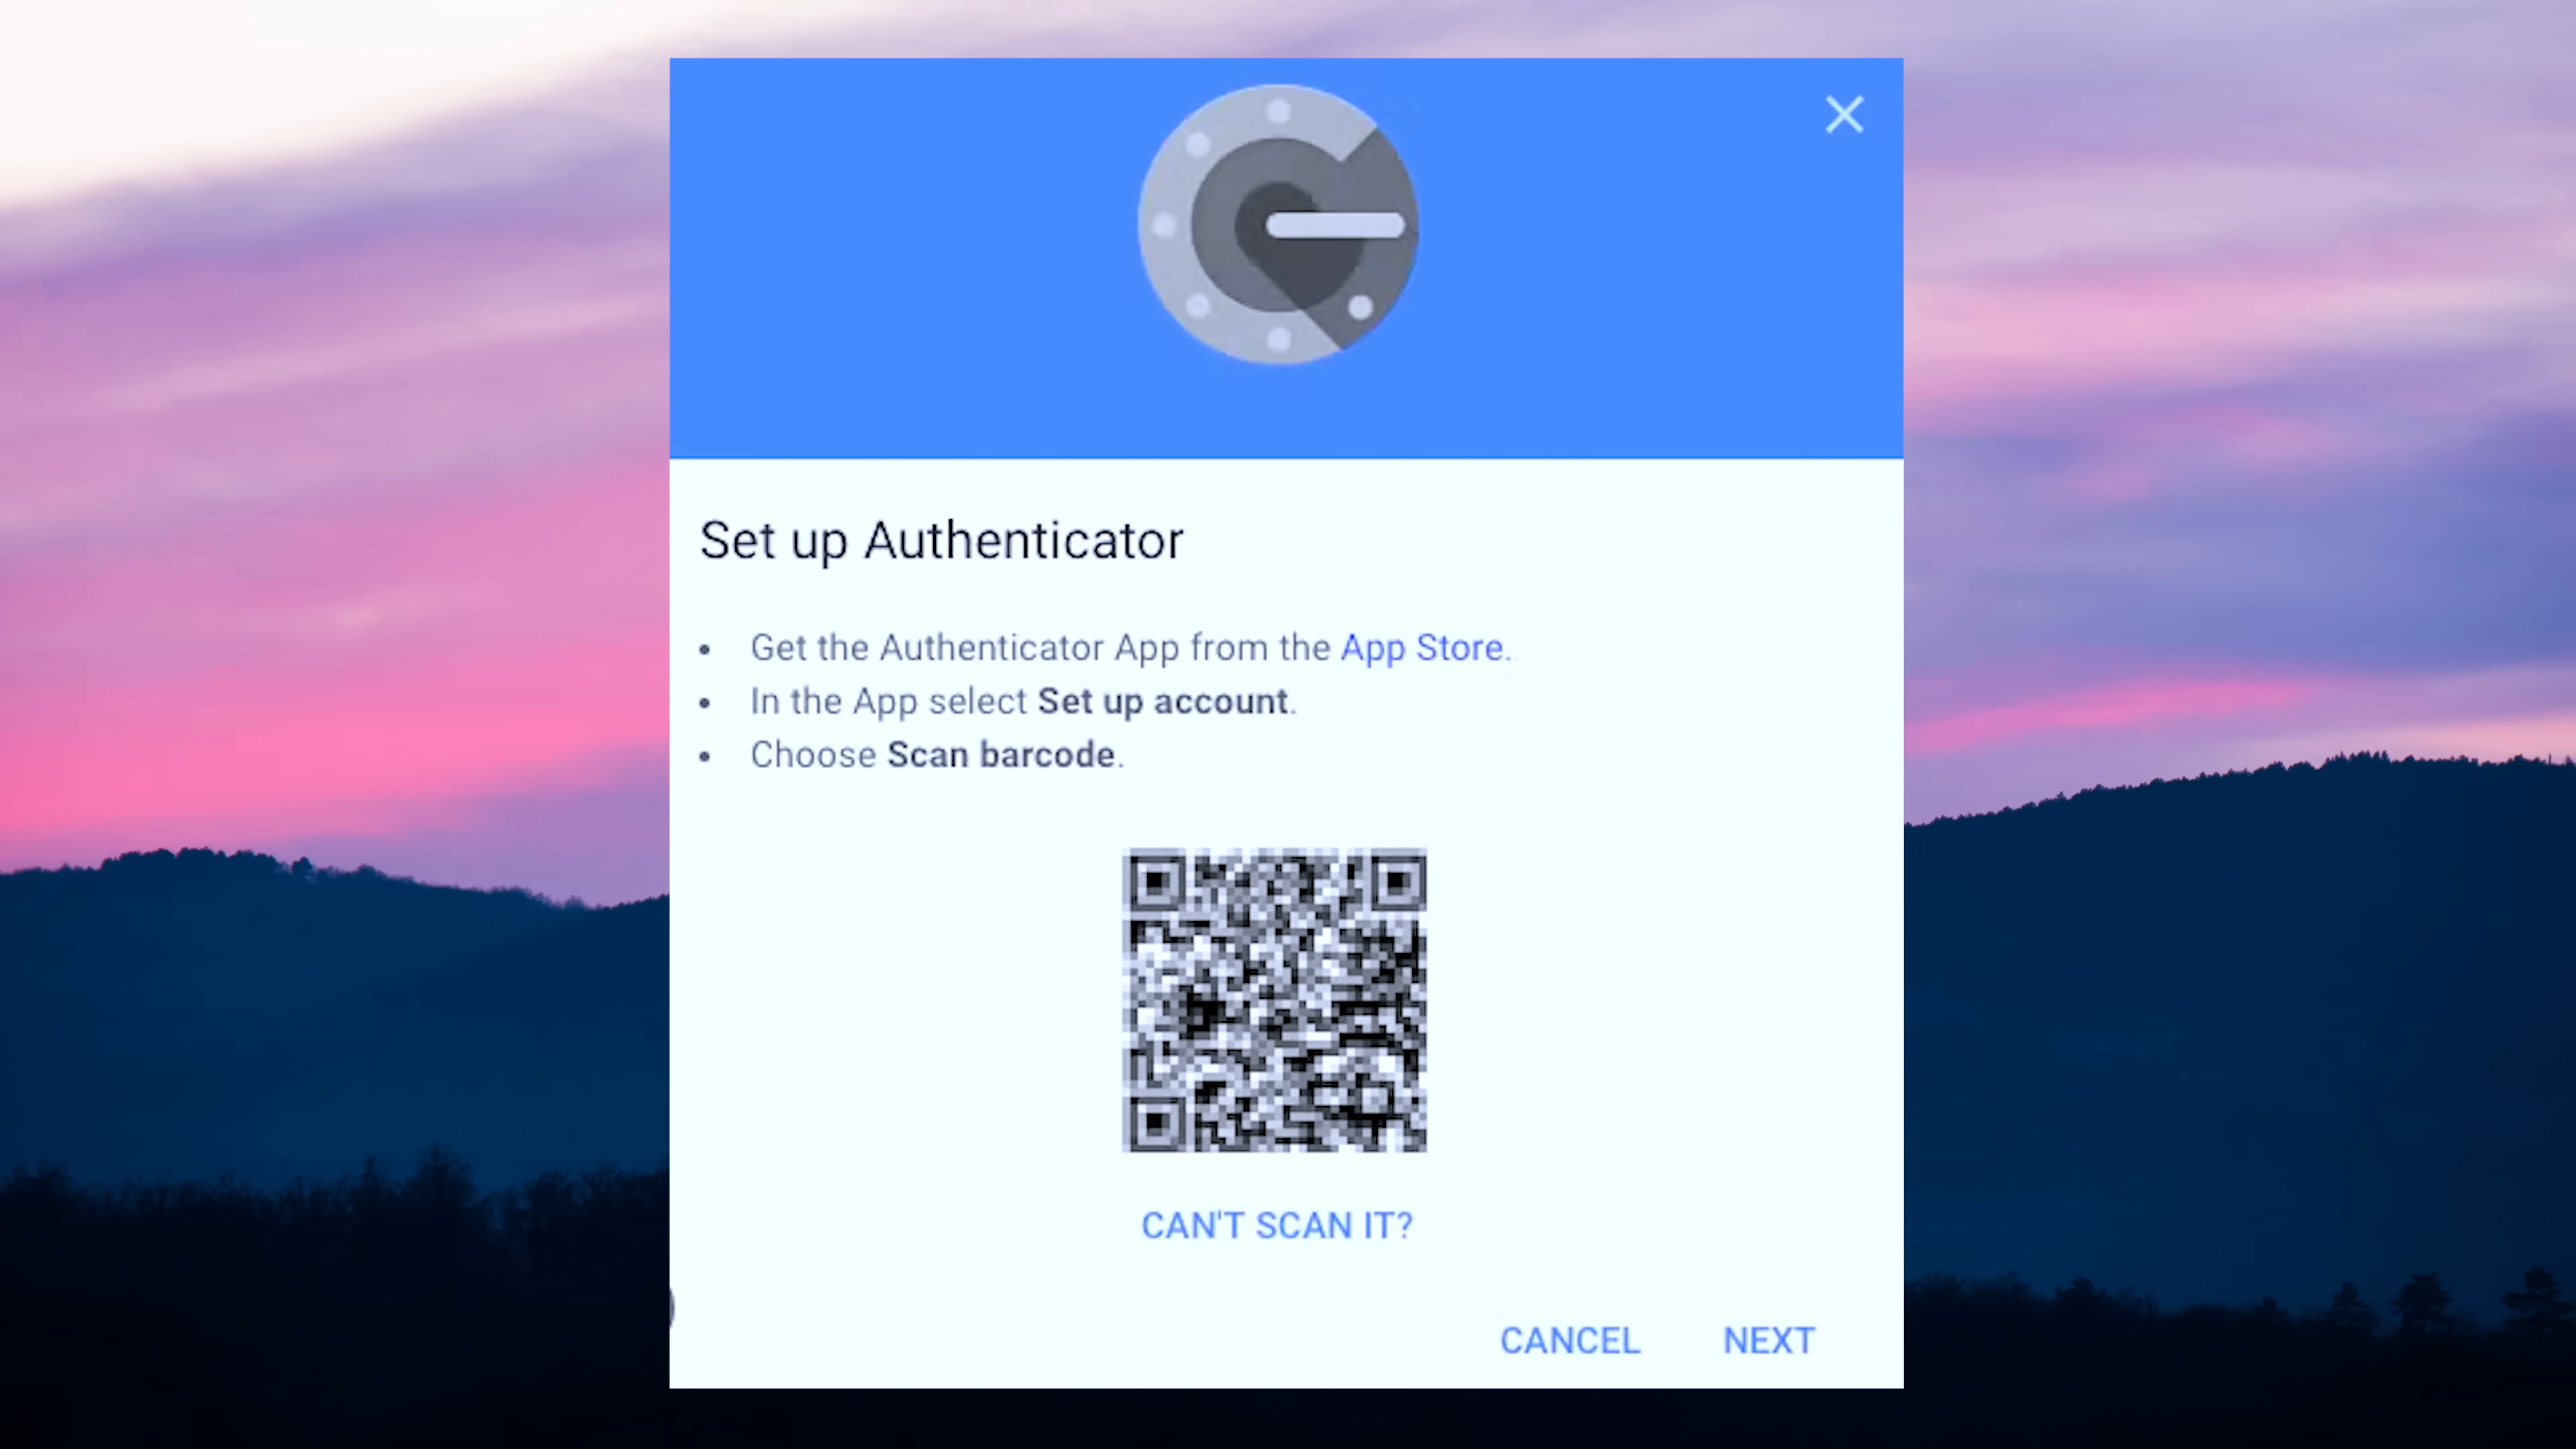 Set up Authenticator
• Get the Authenticator App from the App Store.
• In the App select Set up account.
• Choose Scan barcode.
CAN'T SCAN IT?
CANCEL NEXT